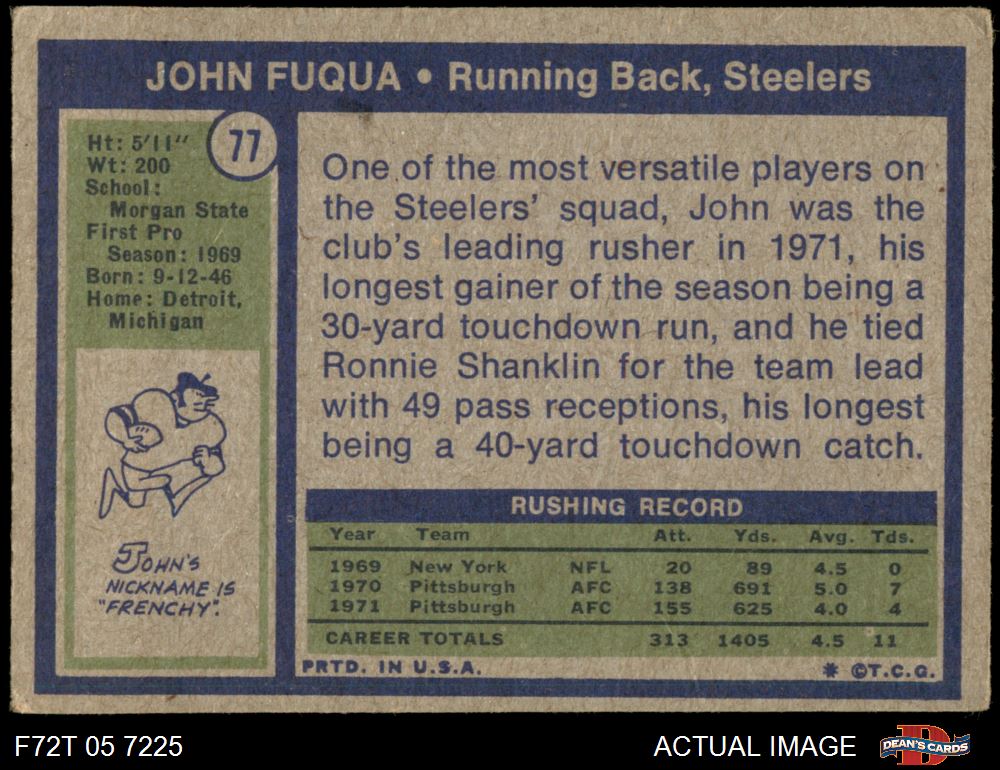 JOHN FUQUA • Running Back, Steelers
77
Ht: 5'11"
Wt: 200
School:
Morgan State
First Pro
Season: 1969
Born: 9-12-46
Home: Detroit,
Michigan
JOHN'S
NICKNAME IS
"FRENCHY".
One of the most versatile players on
the Steelers' squad, John was the
club's leading rusher in 1971, his
longest gainer of the season being a
30-yard touchdown run, and he tied
Ronnie Shanklin for the team lead
with 49 pass receptions, his longest
being a 40-yard touchdown catch.
RUSHING RECORD
Year Team Att. Yds. Avg. Tds.
1969 New York NFL 20 89 4.5 0
1970 Pittsburgh AFC 138 691 5.0 7
1971 Pittsburgh AFC 155 625 4.0 4
CAREER TOTALS 313 1405 4.5 11
PRTD. IN U.S.A. * ©T.C.G.
F72T 05 7225 ACTUAL IMAGE D DEAN'S CARDS